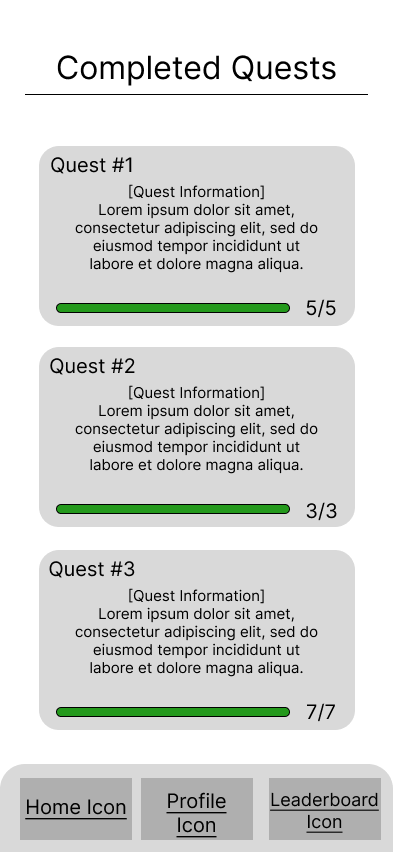 Completed Quests
Quest #1
[Quest Information]
Lorem ipsum dolor sit amet,
consectetur adipiscing elit, sed do
eiusmod tempor incididunt ut
labore et dolore magna aliqua.
5/5
Quest #2
[Quest Information]
Lorem ipsum dolor sit amet,
consectetur adipiscing elit, sed do
eiusmod tempor incididunt ut
labore et dolore magna aliqua.
3/3
Quest #3
[Quest Information]
Lorem ipsum dolor sit amet,
consectetur adipiscing elit, sed do
eiusmod tempor incididunt ut
labore et dolore magna aliqua.
7/7
Home Icon
Profile
Icon
Leaderboard
Icon